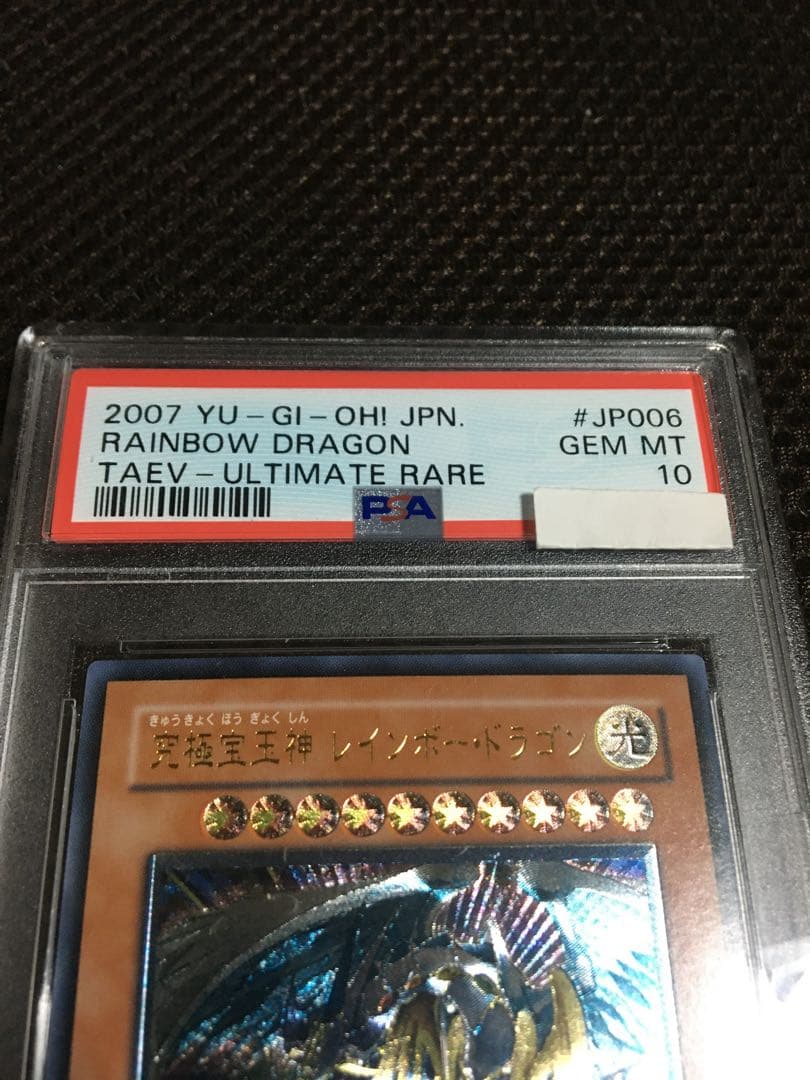 2007 YU-GI-OH! JPN. #JP006
RAINBOW DRAGON GEM MT
TAEV-ULTIMATE RARE 10
PSA
きゅうきょく ほう ぎょく しん
究極宝玉神 レインボー・ドラゴン 光